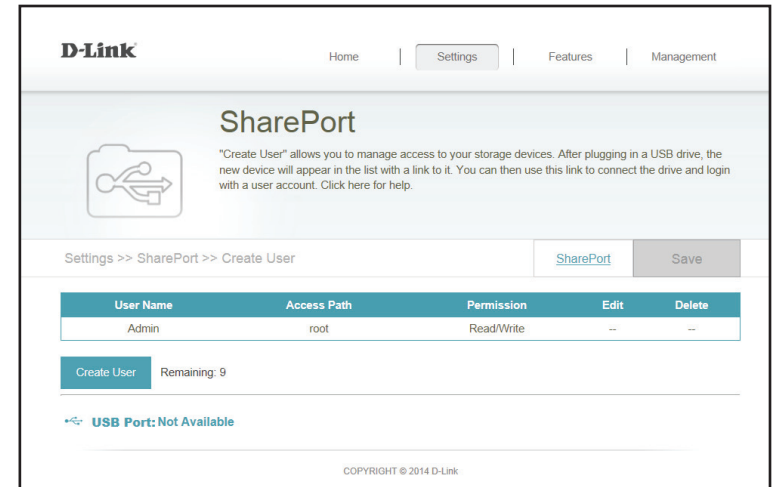 D-Link
Home | Settings | Features | Management
SharePort
"Create User" allows you to manage access to your storage devices. After plugging in a USB drive, the
new device will appear in the list with a link to it. You can then use this link to connect the drive and login
with a user account. Click here for help.
Settings >> SharePort >> Create User SharePort Save
User Name Access Path Permission Edit Delete
Admin root Read/Write -- --
Create User Remaining: 9
USB Port: Not Available
COPYRIGHT © 2014 D-Link